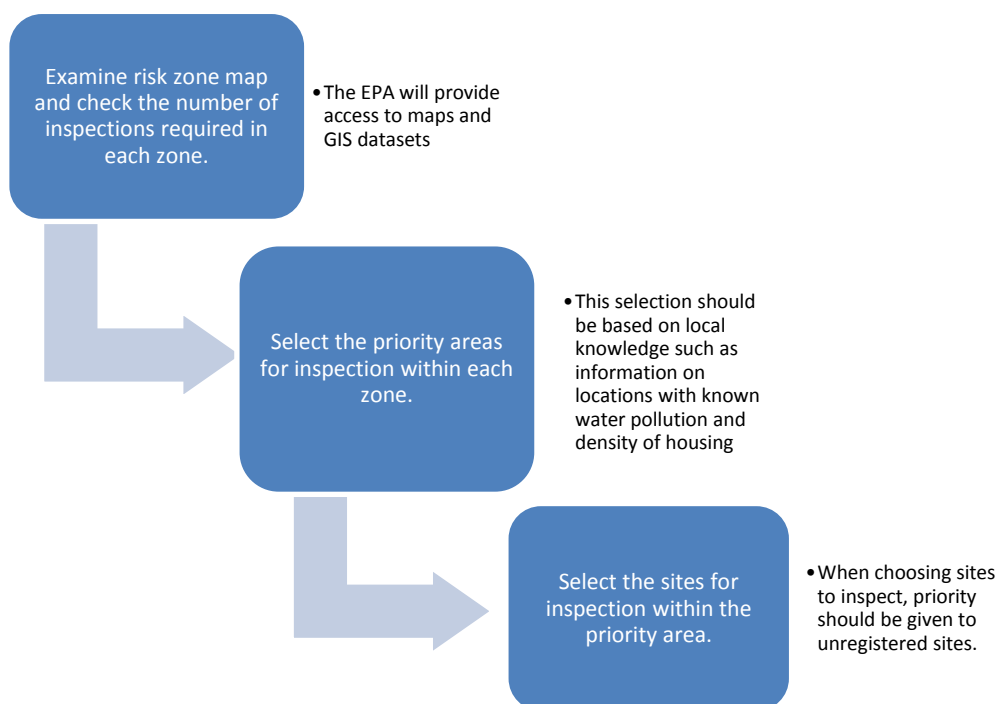 Examine risk zone map
and check the number of
inspections required in
each zone.
•The EPA will provide
access to maps and
GIS datasets
Select the priority areas
for inspection within each
zone.
•This selection should
be based on local
knowledge such as
information on
locations with known
water pollution and
density of housing
Select the sites for
inspection within the
priority area.
•When choosing sites
to inspect, priority
should be given to
unregistered sites.